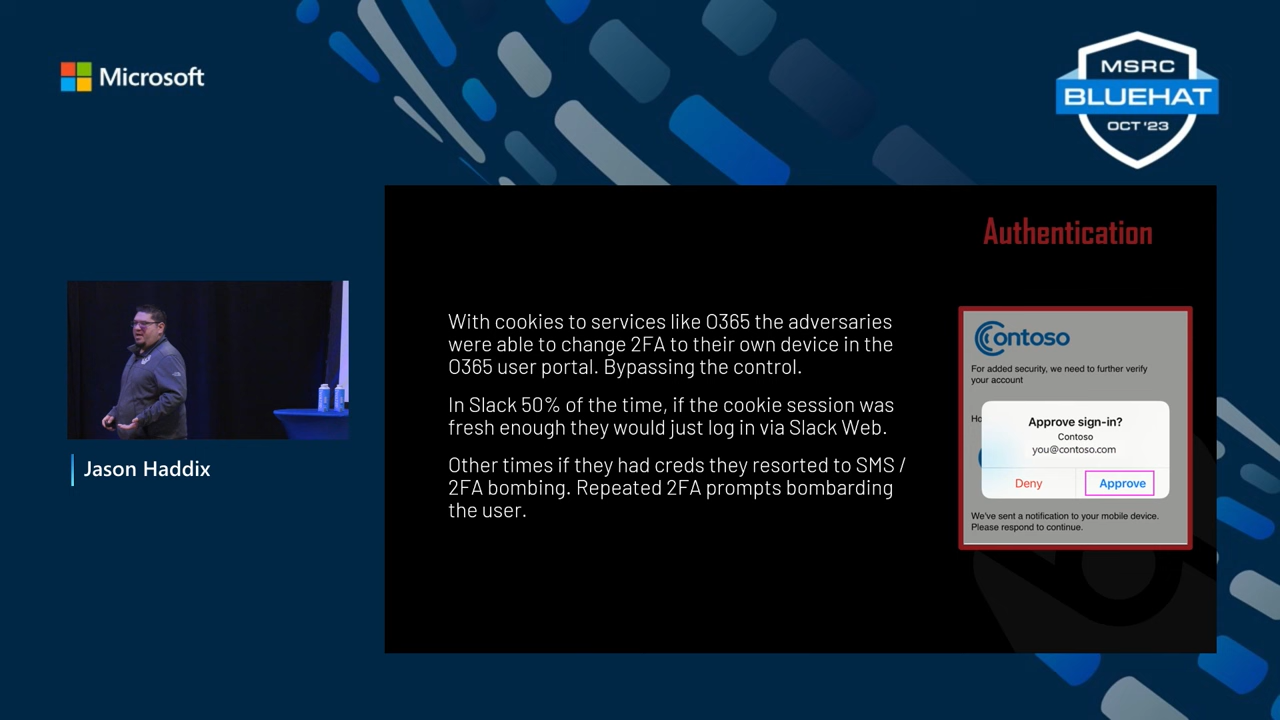 Microsoft
MSRC
BLUEHAT
OCT '23
Authentication
With cookies to services like O365 the adversaries
were able to change 2FA to their own device in the
O365 user portal. Bypassing the control.
In Slack 50% of the time, if the cookie session was
fresh enough they would just log in via Slack Web.
Other times if they had creds they resorted to SMS /
2FA bombing. Repeated 2FA prompts bombarding
the user.
Contoso
For added security, we need to further verify
your account
Approve sign-in?
Contoso
you@contoso.com
Deny
Approve
We've sent a notification to your mobile device.
Please respond to continue.
Jason Haddix